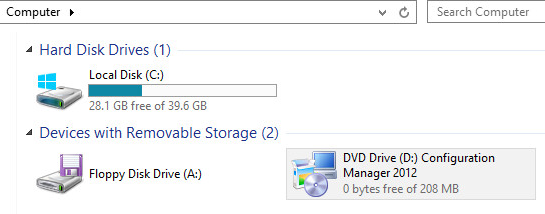 Computer
Search Computer
Hard Disk Drives (1)
Local Disk (C:)
28.1 GB free of 39.6 GB
Devices with Removable Storage (2)
Floppy Disk Drive (A:)
DVD Drive (D:) Configuration
Manager 2012
0 bytes free of 208 MB